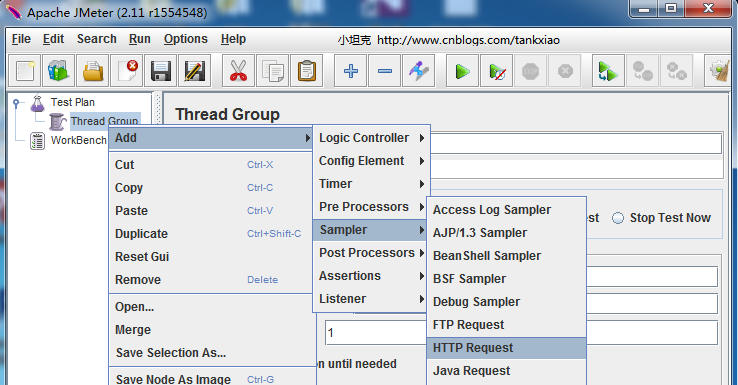 Apache JMeter (2.11 r1554548)
File Edit Search Run Options Help 小坦克 http://www.cnblogs.com/tankxiao
Test Plan
Thread Group
WorkBench
Thread Group
Add
Cut Ctrl-X
Copy Ctrl-C
Paste Ctrl-V
Duplicate Ctrl+Shift-C
Reset Gui
Remove Delete
Open...
Merge
Save Selection As...
Save Node As Image Ctrl-G
Logic Controller
Config Element
Timer
Pre Processors
Sampler
Post Processors
Assertions
Listener
Access Log Sampler
AJP/1.3 Sampler
BeanShell Sampler
BSF Sampler
Debug Sampler
FTP Request
HTTP Request
Java Request
Stop Test Now
1
until needed